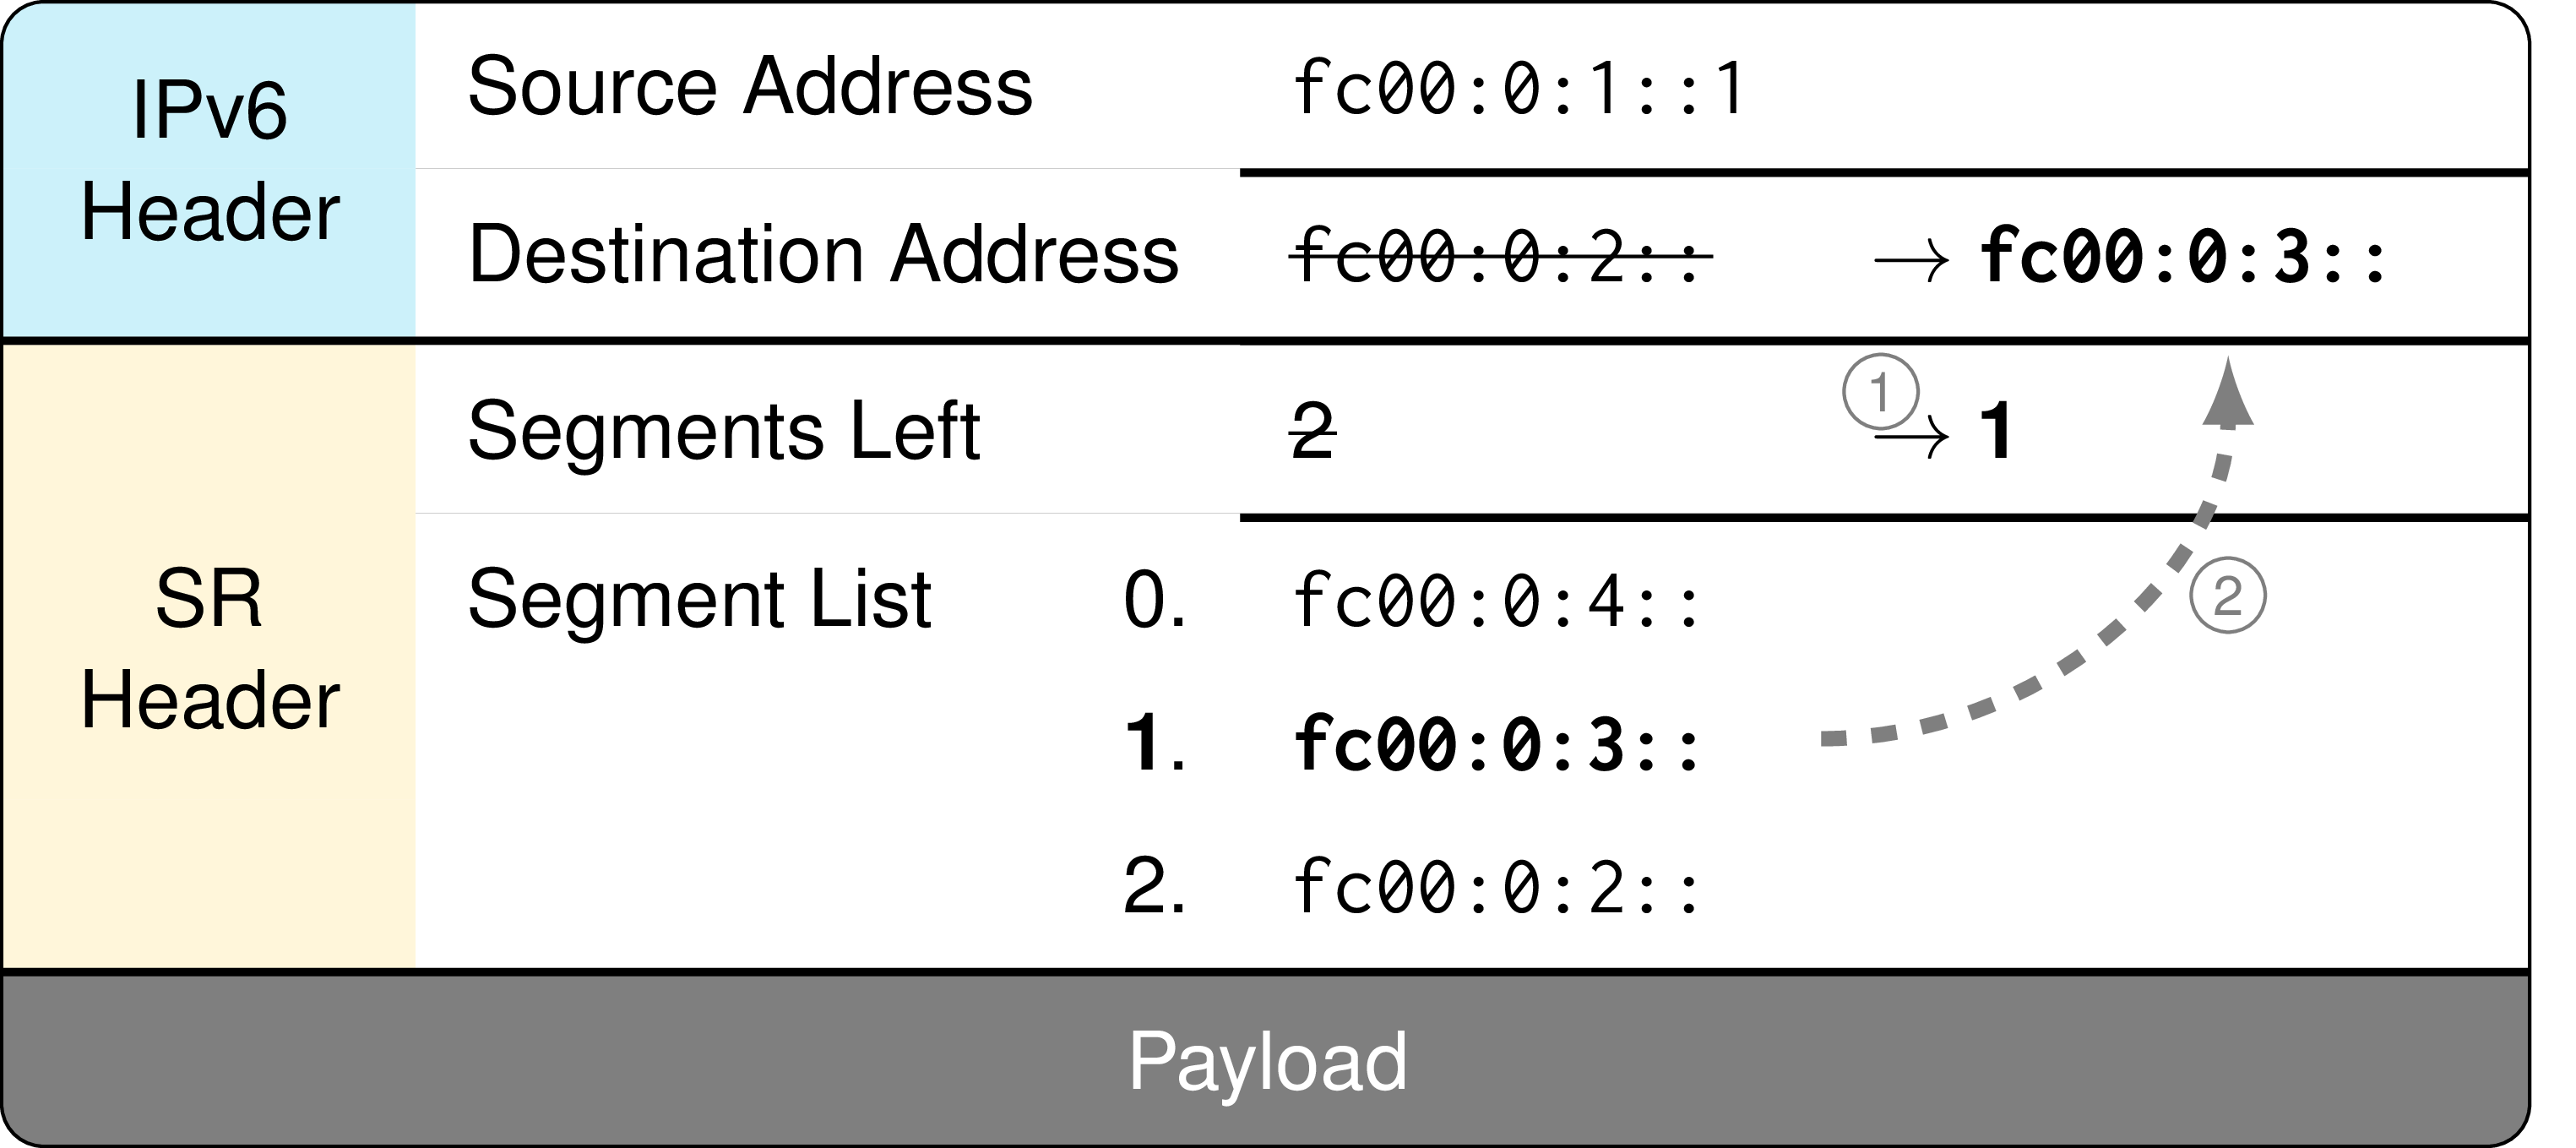 IPv6
Header
Source Address fc00:0:1::1
Destination Address fc00:0:2:: → fc00:0:3::
SR
Header
Segments Left 2 ① → 1
Segment List 0. fc00:0:4::
②
1. fc00:0:3::
2. fc00:0:2::
Payload